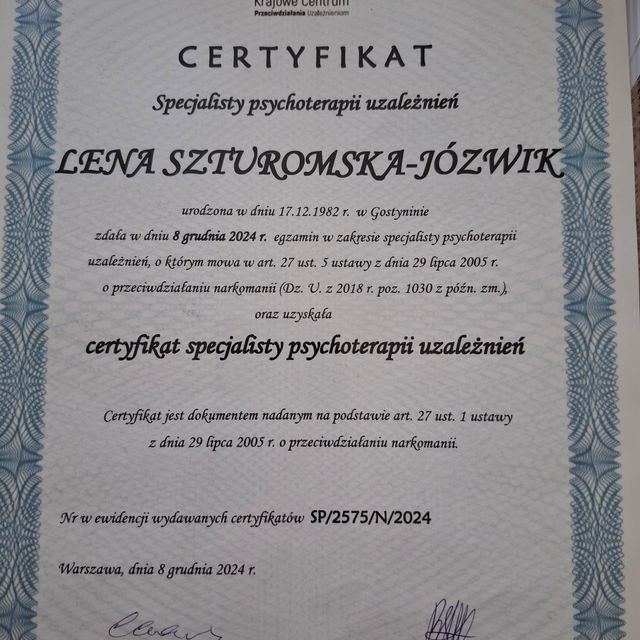 Krajowe Centrum
Przeciwdziałania Uzależnieniom
CERTYFIKAT
Specjalisty psychoterapii uzależnień
LENA SZTUROMSKA-JÓZWIK
urodzona w dniu 17.12.1982 r. w Gostyninie
zdała w dniu 8 grudnia 2024 r. egzamin w zakresie specjalisty psychoterapii
uzależnień, o którym mowa w art. 27 ust. 5 ustawy z dnia 29 lipca 2005 r.
o przeciwdziałaniu narkomanii (Dz. U. z 2018 r. poz. 1030 z późn. zm.),
oraz uzyskała
certyfikat specjalisty psychoterapii uzależnień
Certyfikat jest dokumentem nadanym na podstawie art. 27 ust. 1 ustawy
z dnia 29 lipca 2005 r. o przeciwdziałaniu narkomanii.
Nr w ewidencji wydawanych certyfikatów SP/2575/N/2024
Warszawa, dnia 8 grudnia 2024 r.